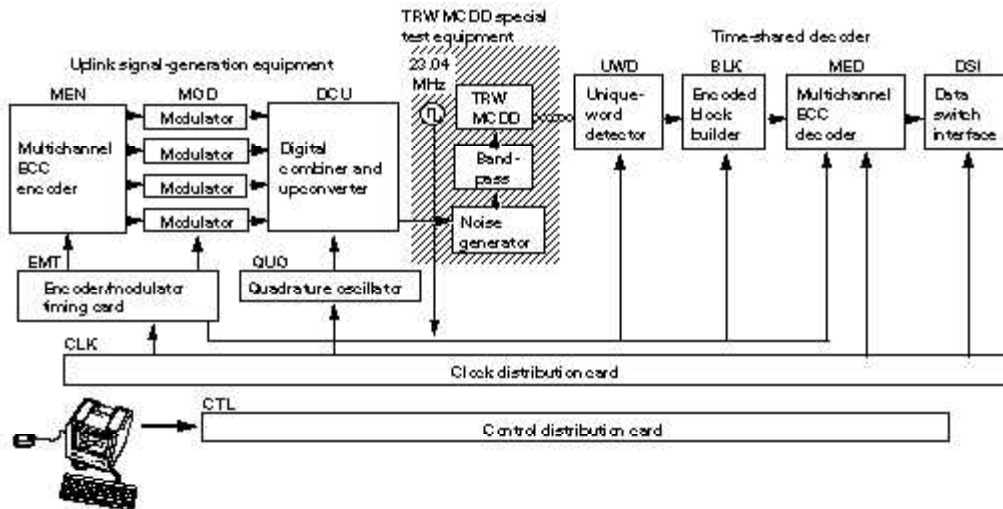 TRW MCDD special
test equipment
Time-shared decoder
Uplink signal-generation equipment
23.04
MHz
UWD
BLK
MED
DSI
MEN
MOD
DCU
TRW
MCDD
Unique-
word
detector
Encoded
block
builder
Multichannel
ECC
decoder
Data
switch
interface
Multichannel
ECC
encoder
Modulator
Modulator
Modulator
Modulator
Digital
combiner and
upconverter
Band-
pass
Noise
generator
EMT
QUO
Encoder/modulator
timing card
Quadrature oscillator
CLK
Clock distribution card
CTL
Control distribution card